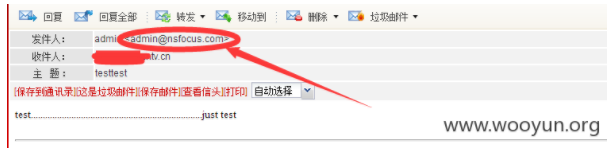 回复 回复全部 转发 移动到 删除 垃圾邮件
发件人： admin <admin@nsfocus.com>
收件人： ntv.cn
主 题： testtest
[保存到通讯录][这是垃圾邮件][保存邮件][查看信头][打印] 自动选择
test......................................................................just test
www.wooyun.org